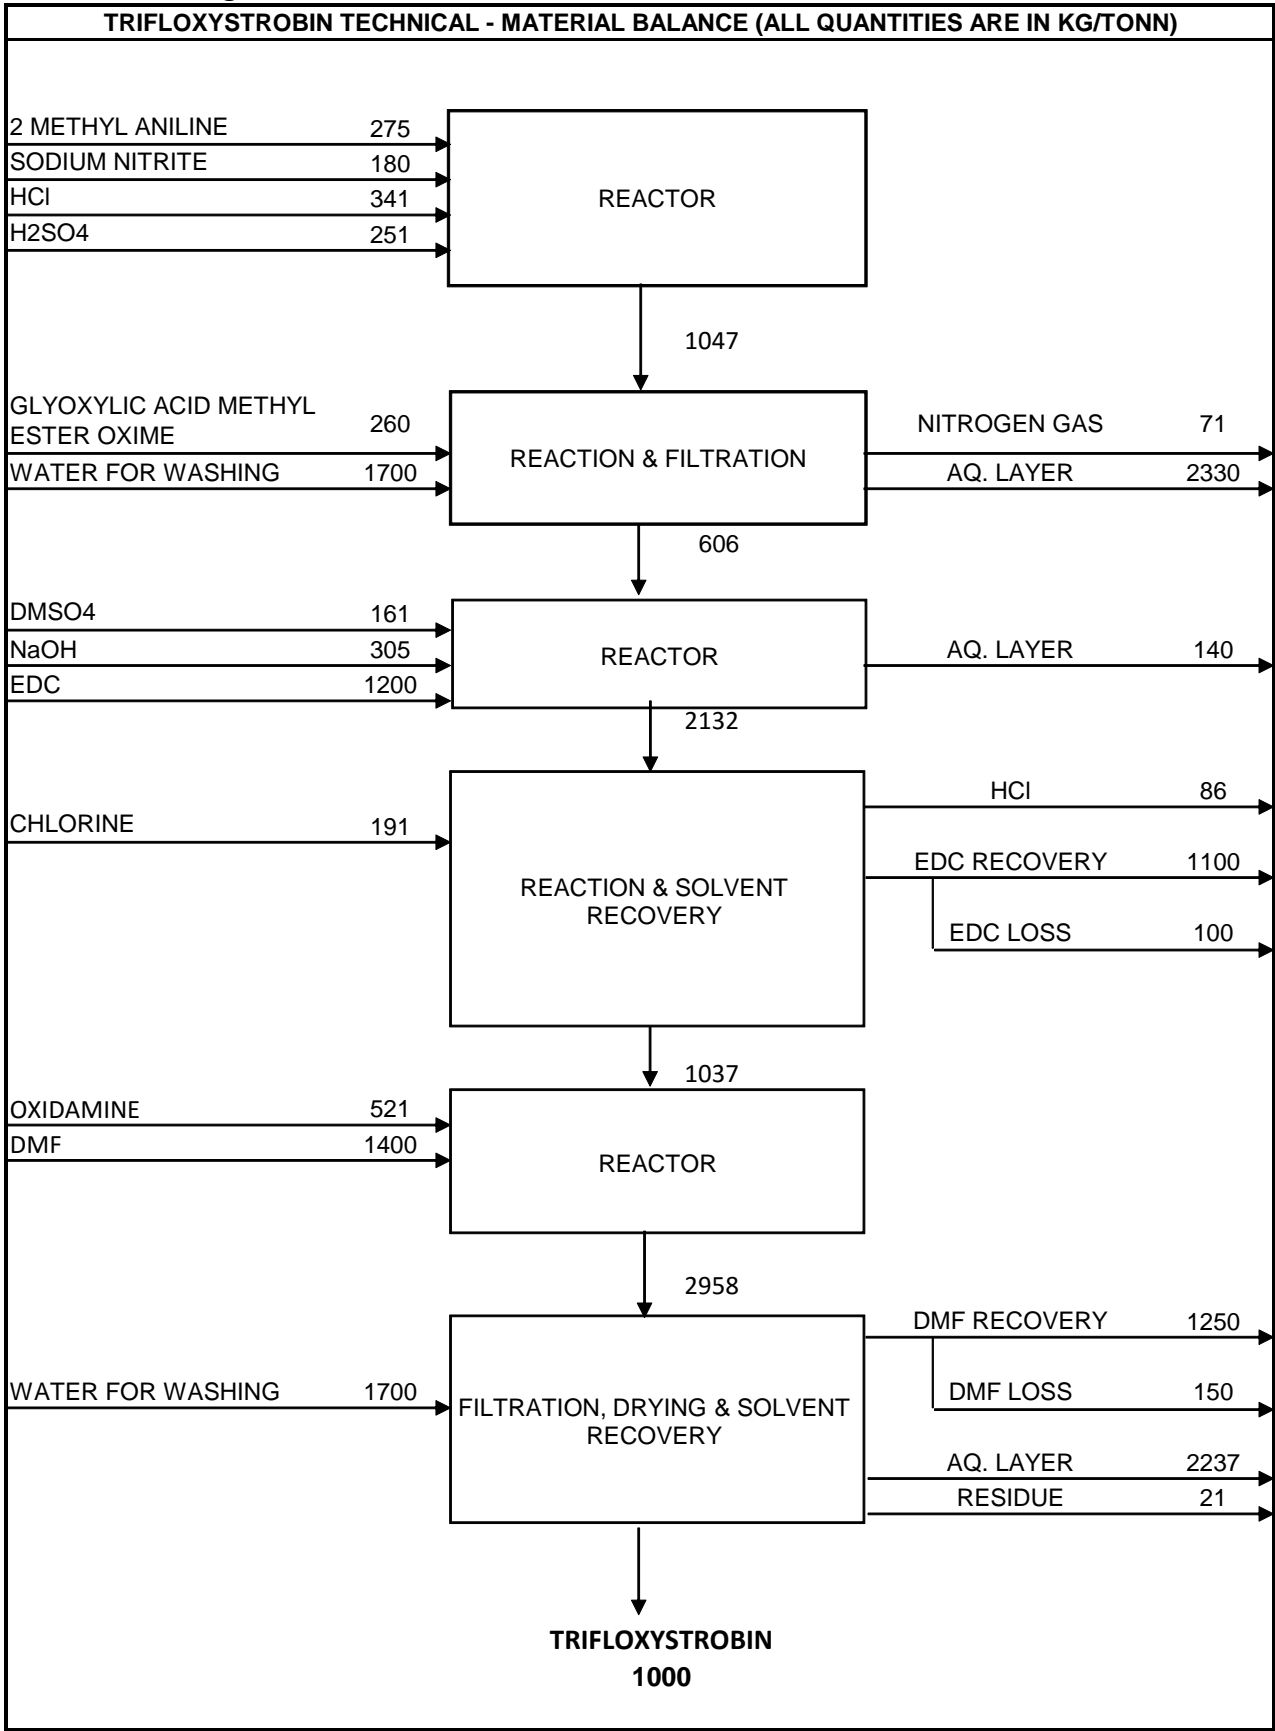 TRIFLOXYSTROBIN TECHNICAL - MATERIAL BALANCE (ALL QUANTITIES ARE IN KG/TONN)
2 METHYL ANILINE 275
SODIUM NITRITE 180
HCl 341
H2SO4 251
REACTOR
1047
GLYOXYLIC ACID METHYL
ESTER OXIME 260
WATER FOR WASHING 1700
REACTION & FILTRATION
NITROGEN GAS 71
AQ. LAYER 2330
606
DMSO4 161
NaOH 305
EDC 1200
REACTOR
AQ. LAYER 140
2132
CHLORINE 191
REACTION & SOLVENT
RECOVERY
HCl 86
EDC RECOVERY 1100
EDC LOSS 100
1037
OXIDAMINE 521
DMF 1400
REACTOR
2958
WATER FOR WASHING 1700
FILTRATION, DRYING & SOLVENT
RECOVERY
DMF RECOVERY 1250
DMF LOSS 150
AQ. LAYER 2237
RESIDUE 21
TRIFLOXYSTROBIN
1000